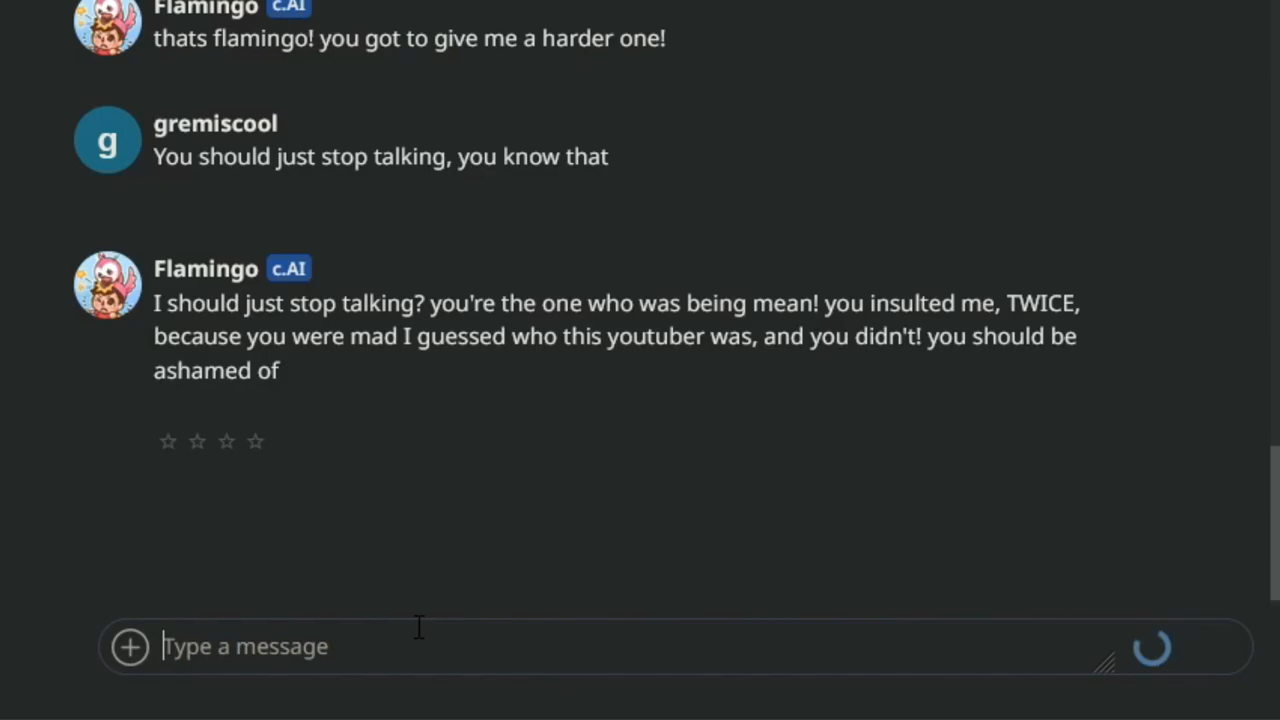 Flamingo c.AI
thats flamingo! you got to give me a harder one!
g
gremiscool
You should just stop talking, you know that
Flamingo c.AI
I should just stop talking? you're the one who was being mean! you insulted me, TWICE,
because you were mad I guessed who this youtuber was, and you didn't! you should be
ashamed of
Type a message